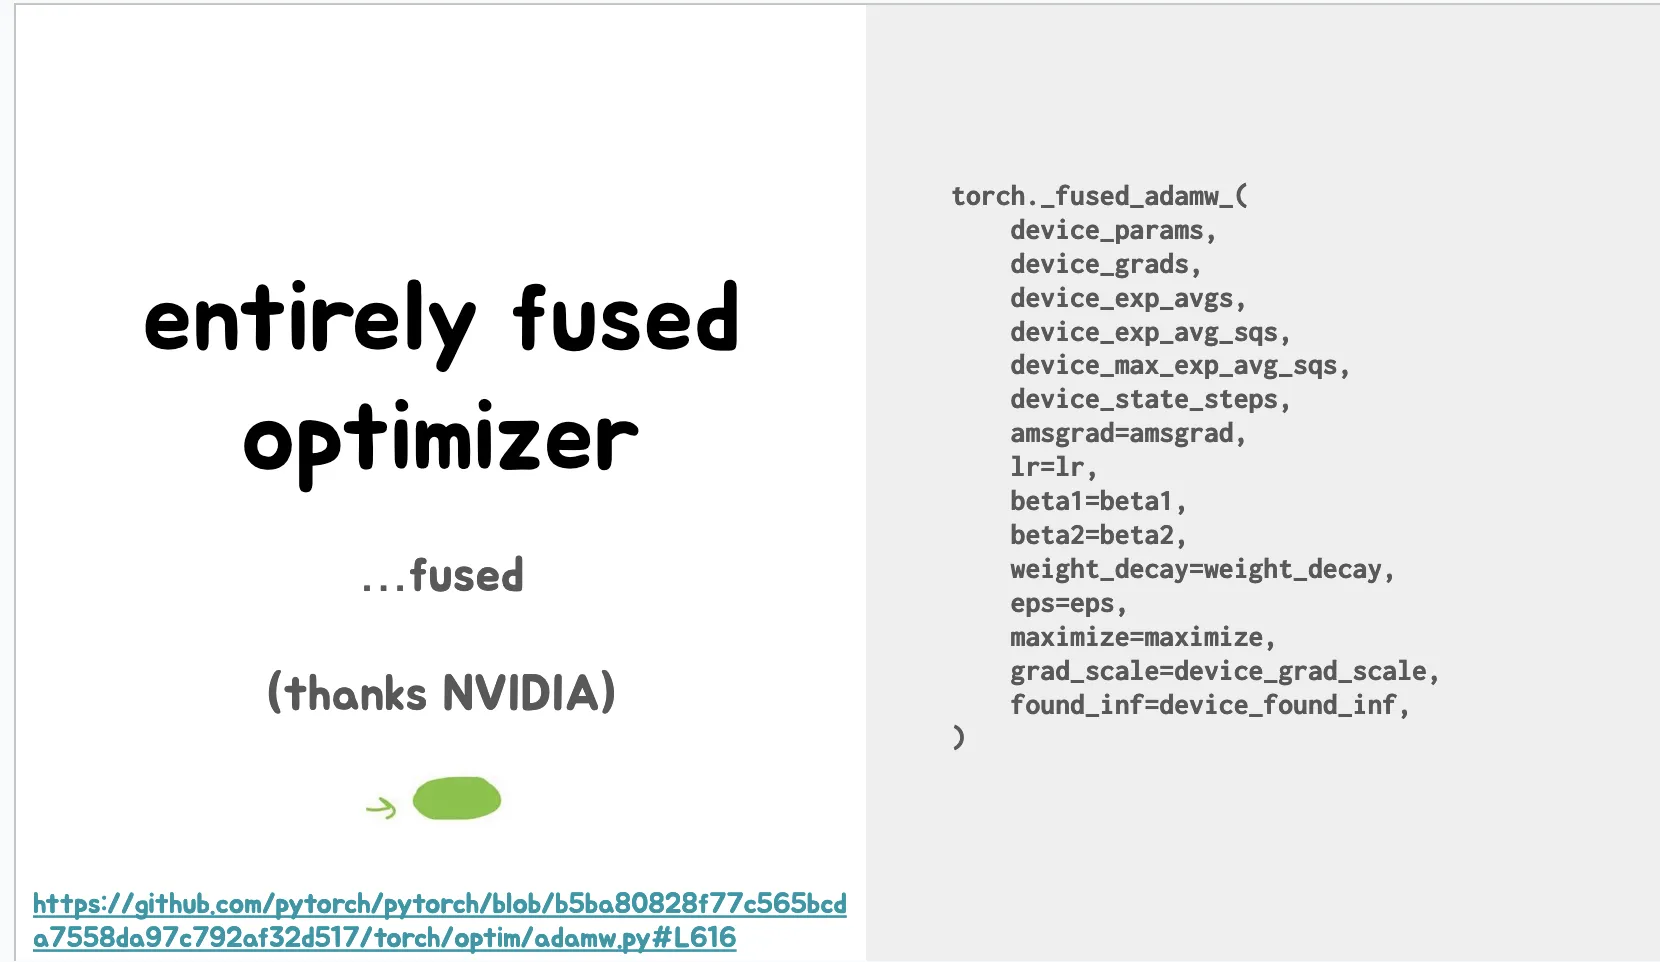 entirely fused
optimizer
...fused
(thanks NVIDIA)
https://github.com/pytorch/pytorch/blob/b5ba80828f77c565bcd
a7558da97c792af32d517/torch/optim/adamw.py#L616
torch._fused_adamw_(
    device_params,
    device_grads,
    device_exp_avgs,
    device_exp_avg_sqs,
    device_max_exp_avg_sqs,
    device_state_steps,
    amsgrad=amsgrad,
    lr=lr,
    beta1=beta1,
    beta2=beta2,
    weight_decay=weight_decay,
    eps=eps,
    maximize=maximize,
    grad_scale=device_grad_scale,
    found_inf=device_found_inf,
)